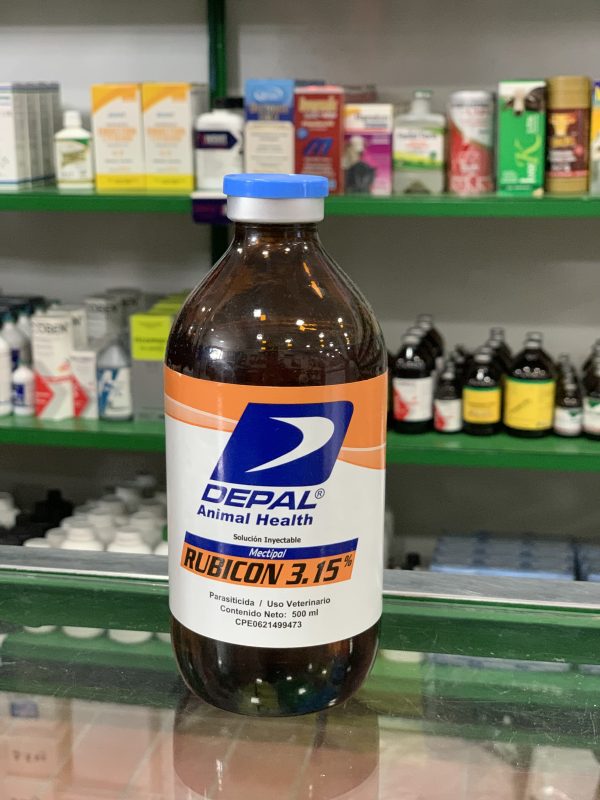 DEPAL®
Animal Health
Solución Inyectable
Mectipal
RUBICON 3.15%
Parasiticida / Uso Veterinario
Contenido Neto: 500 ml
CPE0621499473